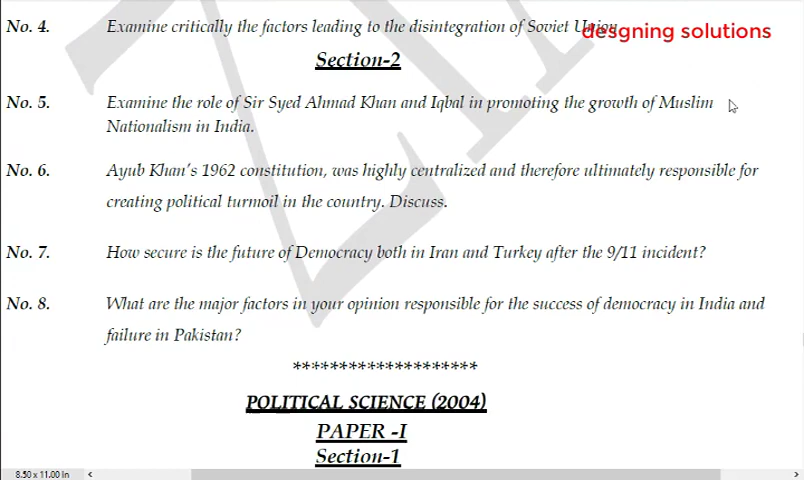 No. 4. Examine critically the factors leading to the disintegration of Soviet Union
desgning solutions
Section-2
No. 5. Examine the role of Sir Syed Ahmad Khan and Iqbal in promoting the growth of Muslim
Nationalism in India.
No. 6. Ayub Khan's 1962 constitution, was highly centralized and therefore ultimately responsible for
creating political turmoil in the country. Discuss.
No. 7. How secure is the future of Democracy both in Iran and Turkey after the 9/11 incident?
No. 8. What are the major factors in your opinion responsible for the success of democracy in India and
failure in Pakistan?
********************
POLITICAL SCIENCE (2004)
PAPER -I
Section-1
8.50 x 11.00 in